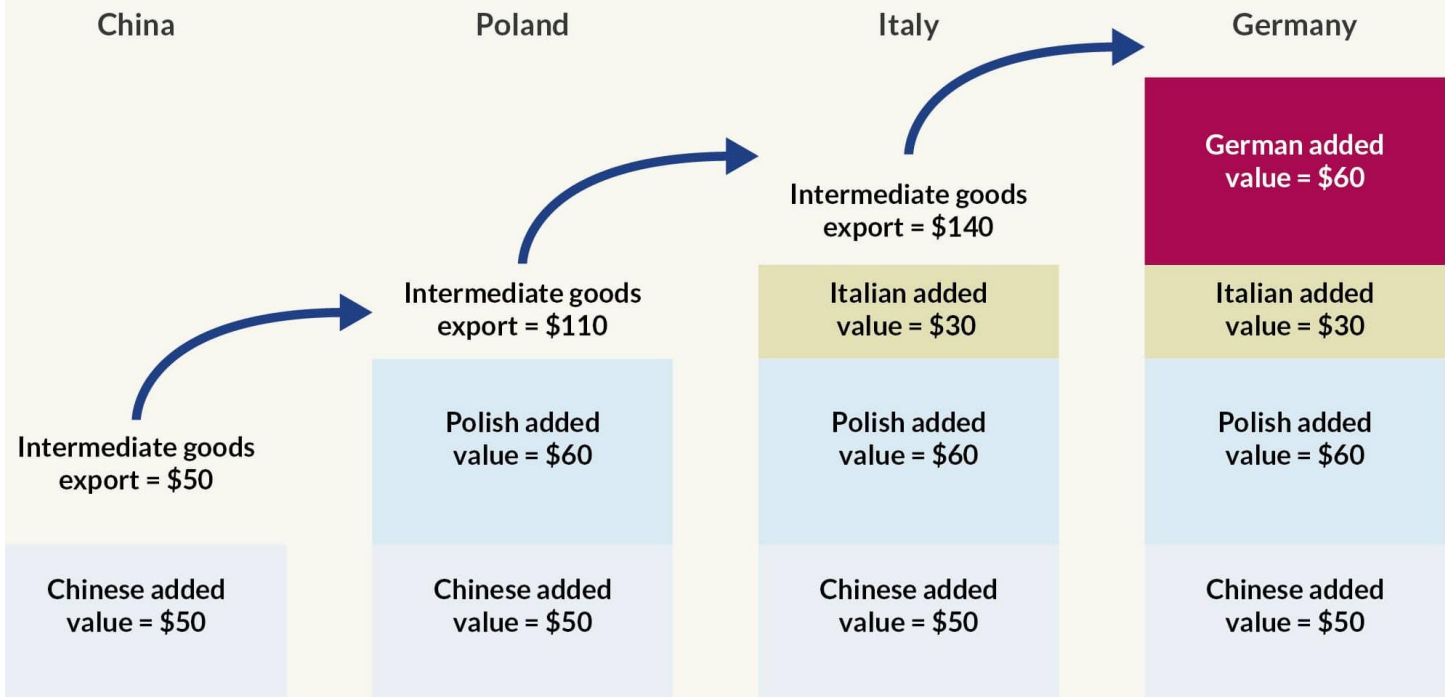 China
Poland
Italy
Germany
German added
value = $60
Intermediate goods
export = $140
Intermediate goods
export = $110
Italian added
value = $30
Italian added
value = $30
Intermediate goods
export = $50
Polish added
value = $60
Polish added
value = $60
Polish added
value = $60
Chinese added
value = $50
Chinese added
value = $50
Chinese added
value = $50
Chinese added
value = $50